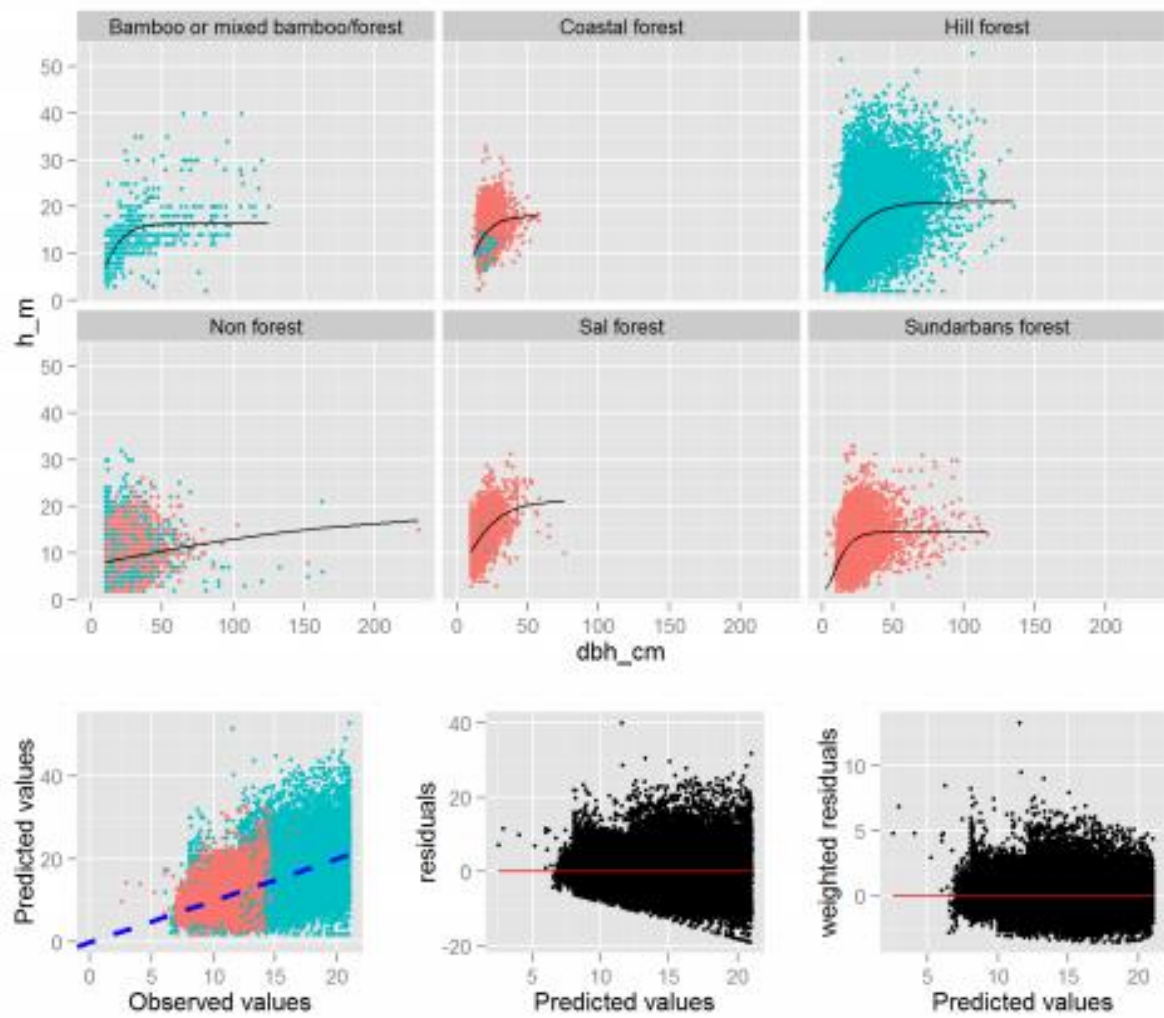 Bamboo or mixed bamboo/forest Coastal forest Hill forest
50
40
30
20
10
0
h_m
Non forest Sal forest Sundarbans forest
50
40
30
20
10
0
0 50 100 150 200 0 50 100 150 200 0 50 100 150 200
dbh_cm
Predicted values
40
20
0
0 5 10 15 20
Observed values
residuals
40
20
0
-20
5 10 15 20
Predicted values
weighted residuals
10
5
0
5 10 15 20
Predicted values